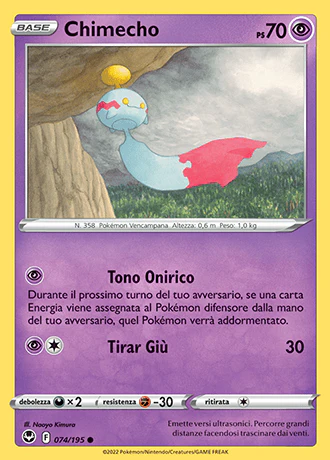 BASE Chimecho PS70
N. 358 Pokémon Vencampana Altezza: 0,6 m Peso: 1,0 kg
Tono Onirico
Durante il prossimo turno del tuo avversario, se una carta
Energia viene assegnata al Pokémon difensore dalla mano
del tuo avversario, quel Pokémon verrà addormentato.
Tirar Giù 30
debolezza ×2 resistenza -30 ritirata
Ill. Naoyo Kimura
F 074/195
Emette versi ultrasonici. Percorre grandi
distanze facendosi trascinare dai venti.
©2022 Pokémon/Nintendo/Creatures/GAME FREAK